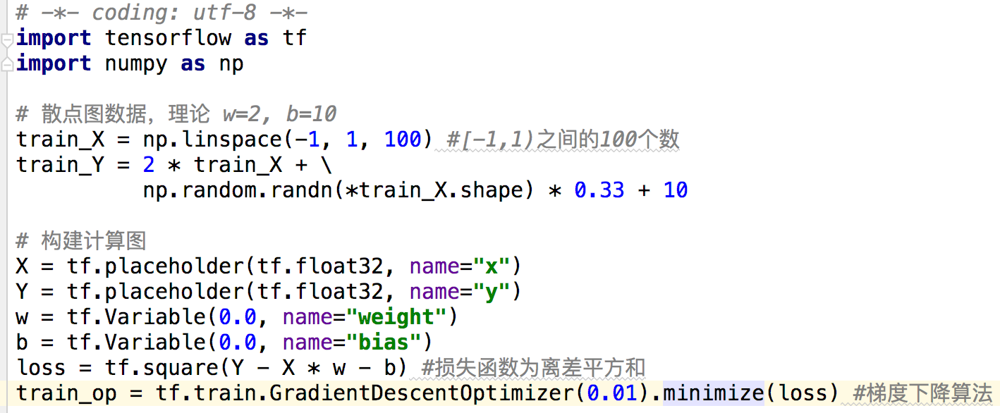 # -*- coding: utf-8 -*-
import tensorflow as tf
import numpy as np
# 散点图数据，理论 w=2, b=10
train_X = np.linspace(-1, 1, 100) #[-1,1)之间的100个数
train_Y = 2 * train_X + \
np.random.randn(*train_X.shape) * 0.33 + 10
# 构建计算图
X = tf.placeholder(tf.float32, name="x")
Y = tf.placeholder(tf.float32, name="y")
w = tf.Variable(0.0, name="weight")
b = tf.Variable(0.0, name="bias")
loss = tf.square(Y - X * w - b) #损失函数为离差平方和
train_op = tf.train.GradientDescentOptimizer(0.01).minimize(loss) #梯度下降算法